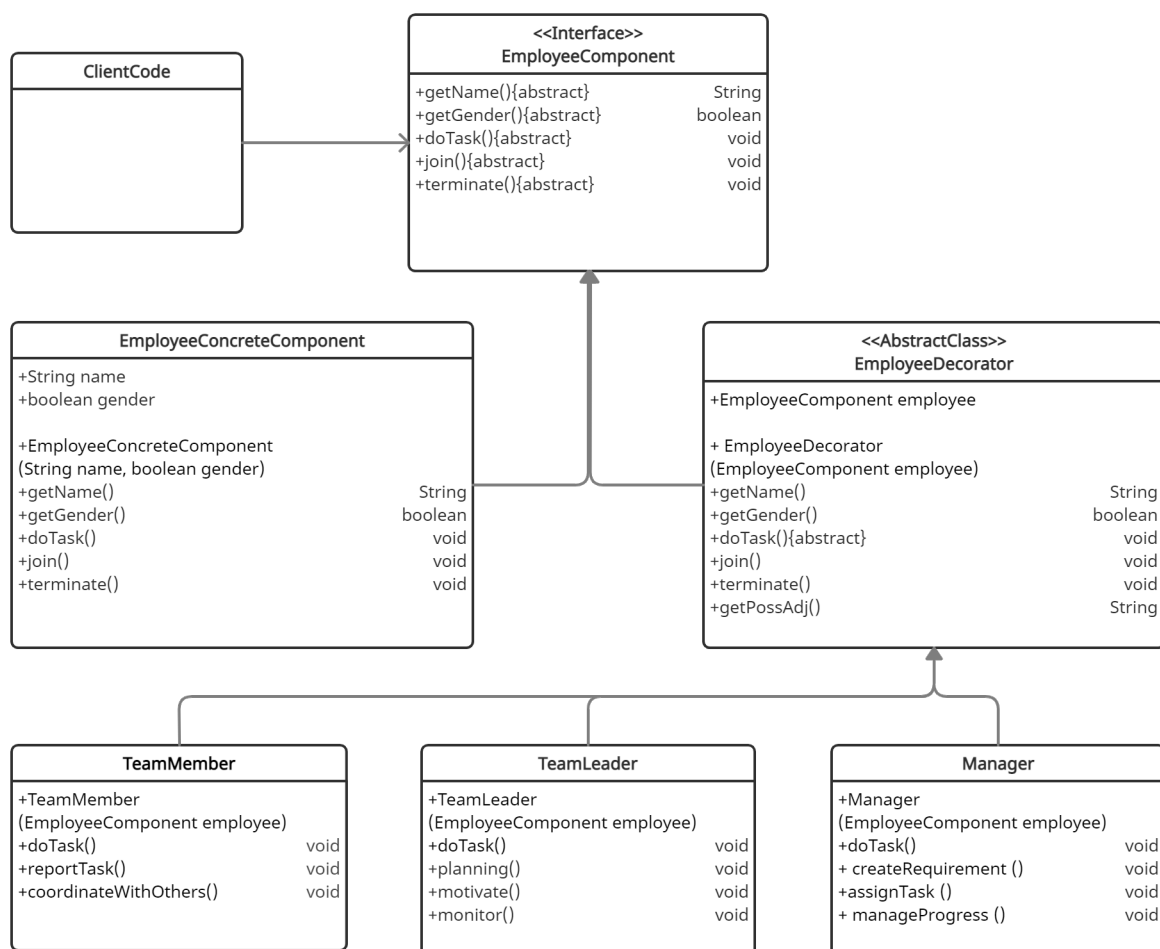 ClientCode
<<Interface>>
EmployeeComponent
+getName(){abstract} String
+getGender(){abstract} boolean
+doTask(){abstract} void
+join(){abstract} void
+terminate(){abstract} void
EmployeeConcreteComponent
+String name
+boolean gender
+EmployeeConcreteComponent
(String name, boolean gender)
+getName() String
+getGender() boolean
+doTask() void
+join() void
+terminate() void
<<AbstractClass>>
EmployeeDecorator
+EmployeeComponent employee
+ EmployeeDecorator
(EmployeeComponent employee)
+getName() String
+getGender() boolean
+doTask(){abstract} void
+join() void
+terminate() void
+getPossAdj() String
TeamMember
+TeamMember
(EmployeeComponent employee)
+doTask() void
+reportTask() void
+coordinateWithOthers() void
TeamLeader
+TeamLeader
(EmployeeComponent employee)
+doTask() void
+planning() void
+motivate() void
+monitor() void
Manager
+Manager
(EmployeeComponent employee)
+doTask() void
+ createRequirement () void
+assignTask () void
+ manageProgress () void